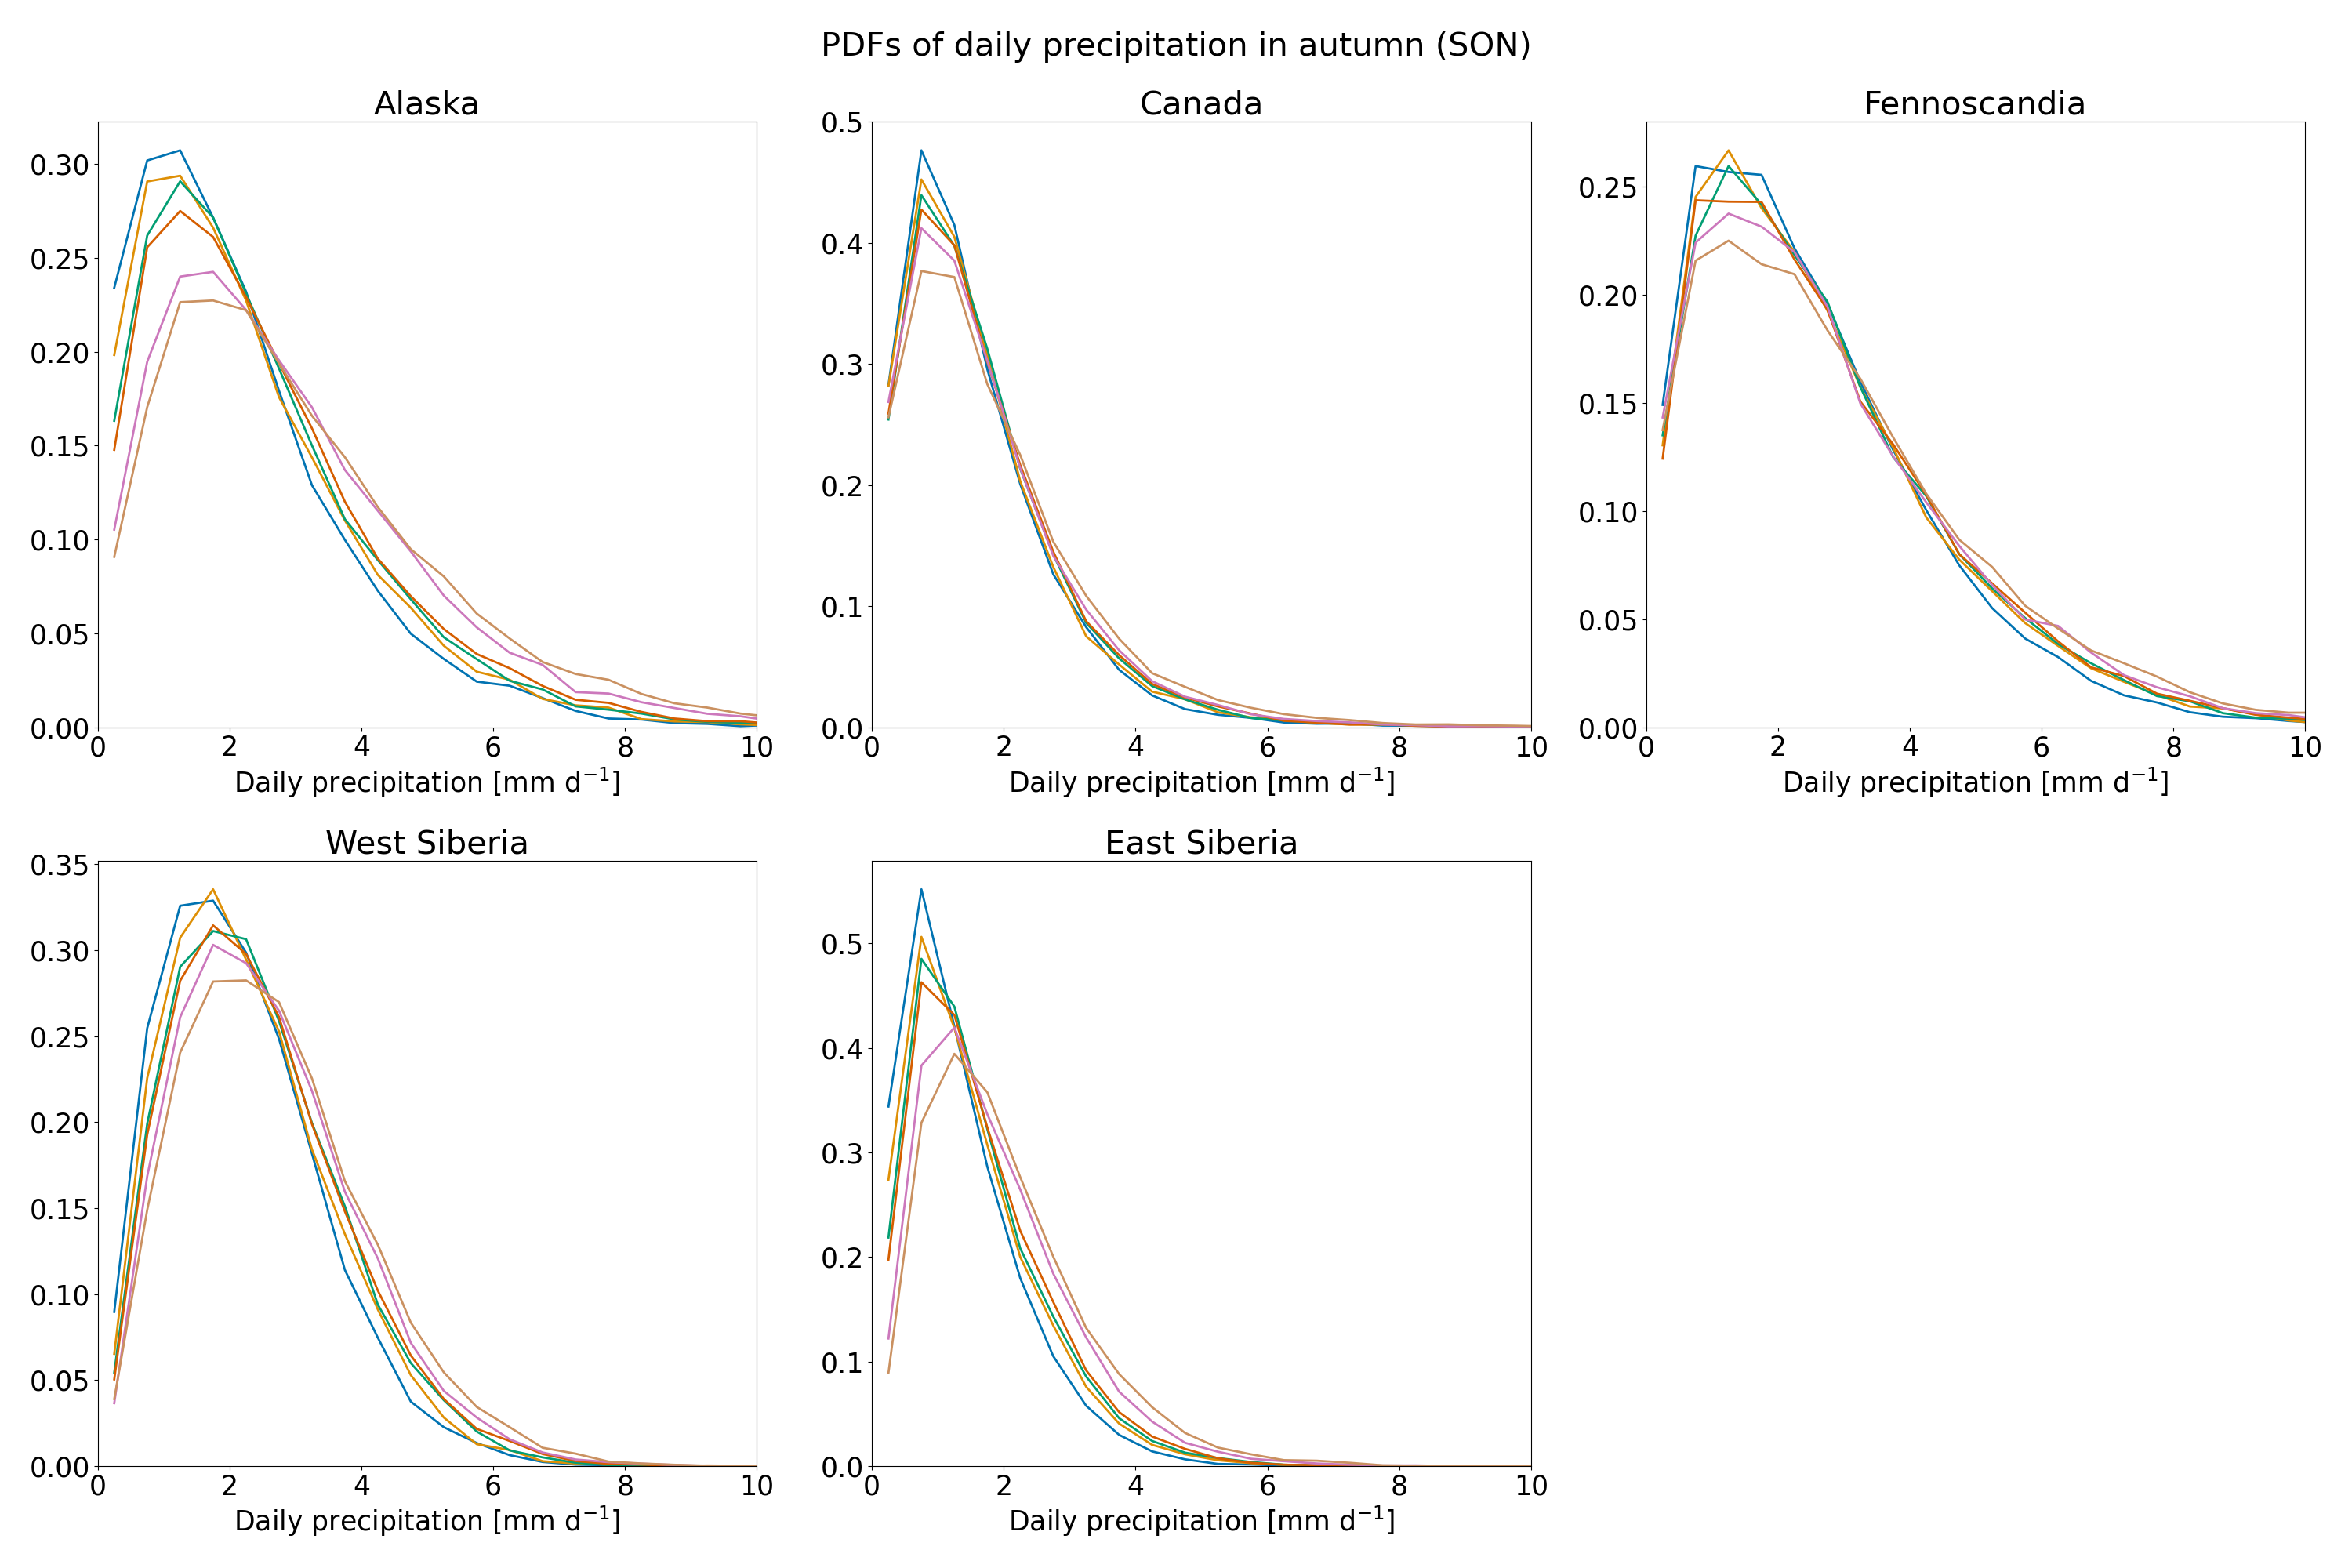 PDFs of daily precipitation in autumn (SON)
Alaska
0.30
0.25
0.20
0.15
0.10
0.05
0.00
0 2 4 6 8 10
Daily precipitation [mm d⁻¹]
Canada
0.5
0.4
0.3
0.2
0.1
0.0
0 2 4 6 8 10
Daily precipitation [mm d⁻¹]
Fennoscandia
0.25
0.20
0.15
0.10
0.05
0.00
0 2 4 6 8 10
Daily precipitation [mm d⁻¹]
West Siberia
0.35
0.30
0.25
0.20
0.15
0.10
0.05
0.00
0 2 4 6 8 10
Daily precipitation [mm d⁻¹]
East Siberia
0.5
0.4
0.3
0.2
0.1
0.0
0 2 4 6 8 10
Daily precipitation [mm d⁻¹]